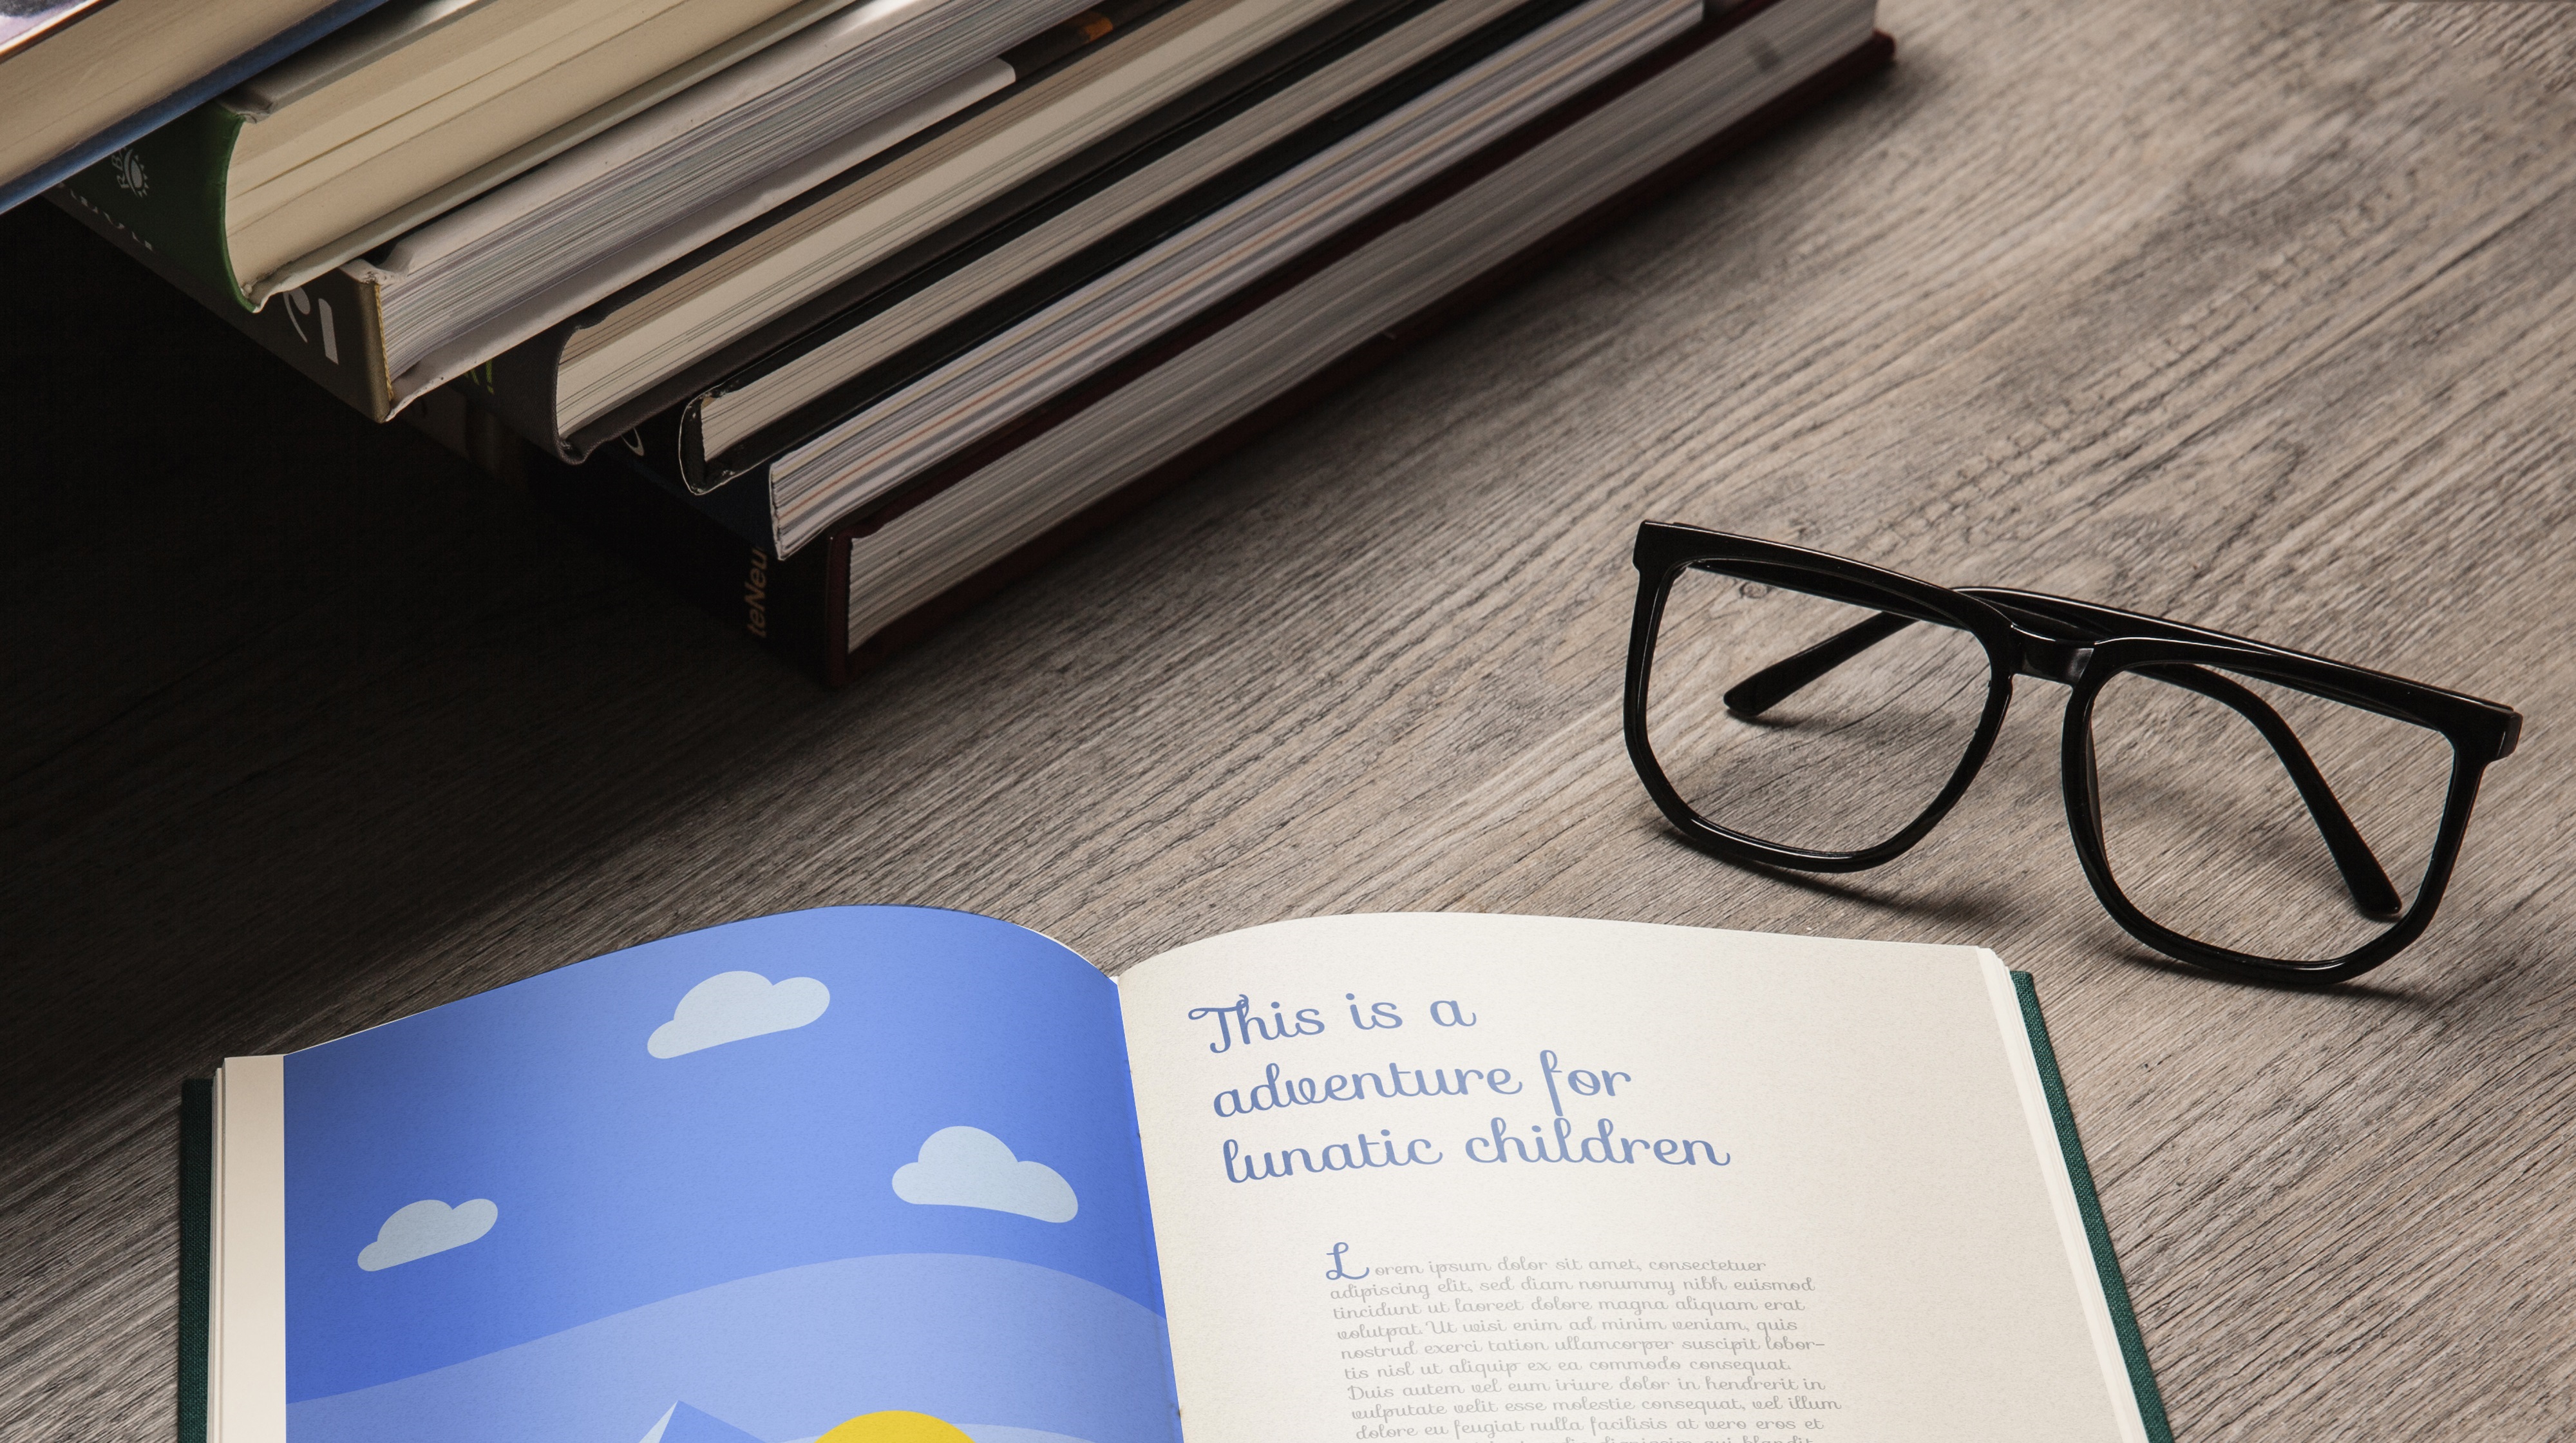 teNeu
This is a
adventure for
lunatic children
Lorem ipsum dolor sit amet, consectetuer
adipiscing elit, sed diam nonummy nibh euismod
tincidunt ut laoreet dolore magna aliquam erat
volutpat. Ut wisi enim ad minim veniam, quis
nostrud exerci tation ullamcorper suscipit lobor-
tis nisl ut aliquip ex ea commodo consequat.
Duis autem vel eum iriure dolor in hendrerit in
vulputate velit esse molestie consequat, vel illum
dolore eu feugiat nulla facilisis at vero eros et